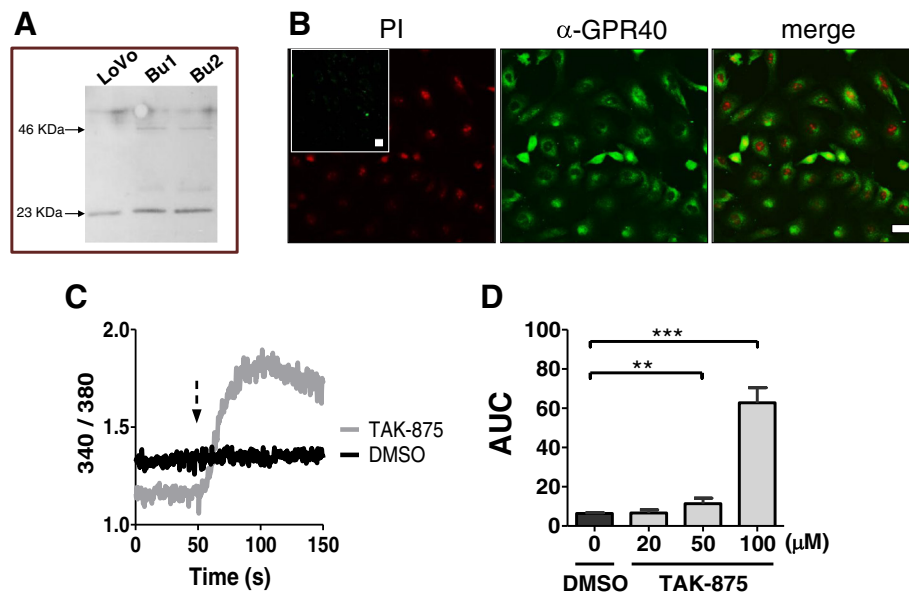 A
LoVo Bu1 Bu2
46 KDa
23 KDa
B
PI α-GPR40 merge
C
340 / 380
2.0
1.5
1.0
0 50 100 150
Time (s)
TAK-875
DMSO
D
AUC
100
80
60
40
20
0
***
**
0 20 50 100 (μM)
DMSO TAK-875